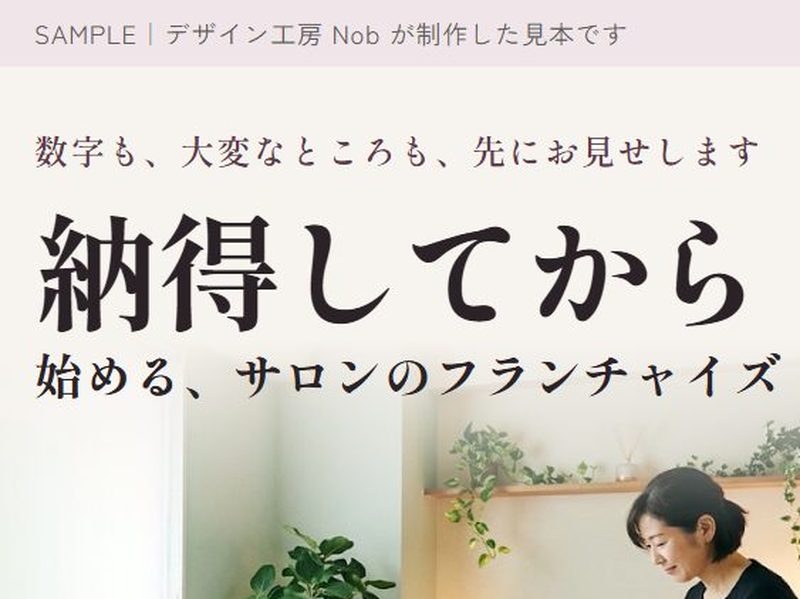 SAMPLE｜デザイン工房 Nob が制作した見本です
数字も、大変なところも、先にお見せします
納得してから
始める、サロンのフランチャイズ